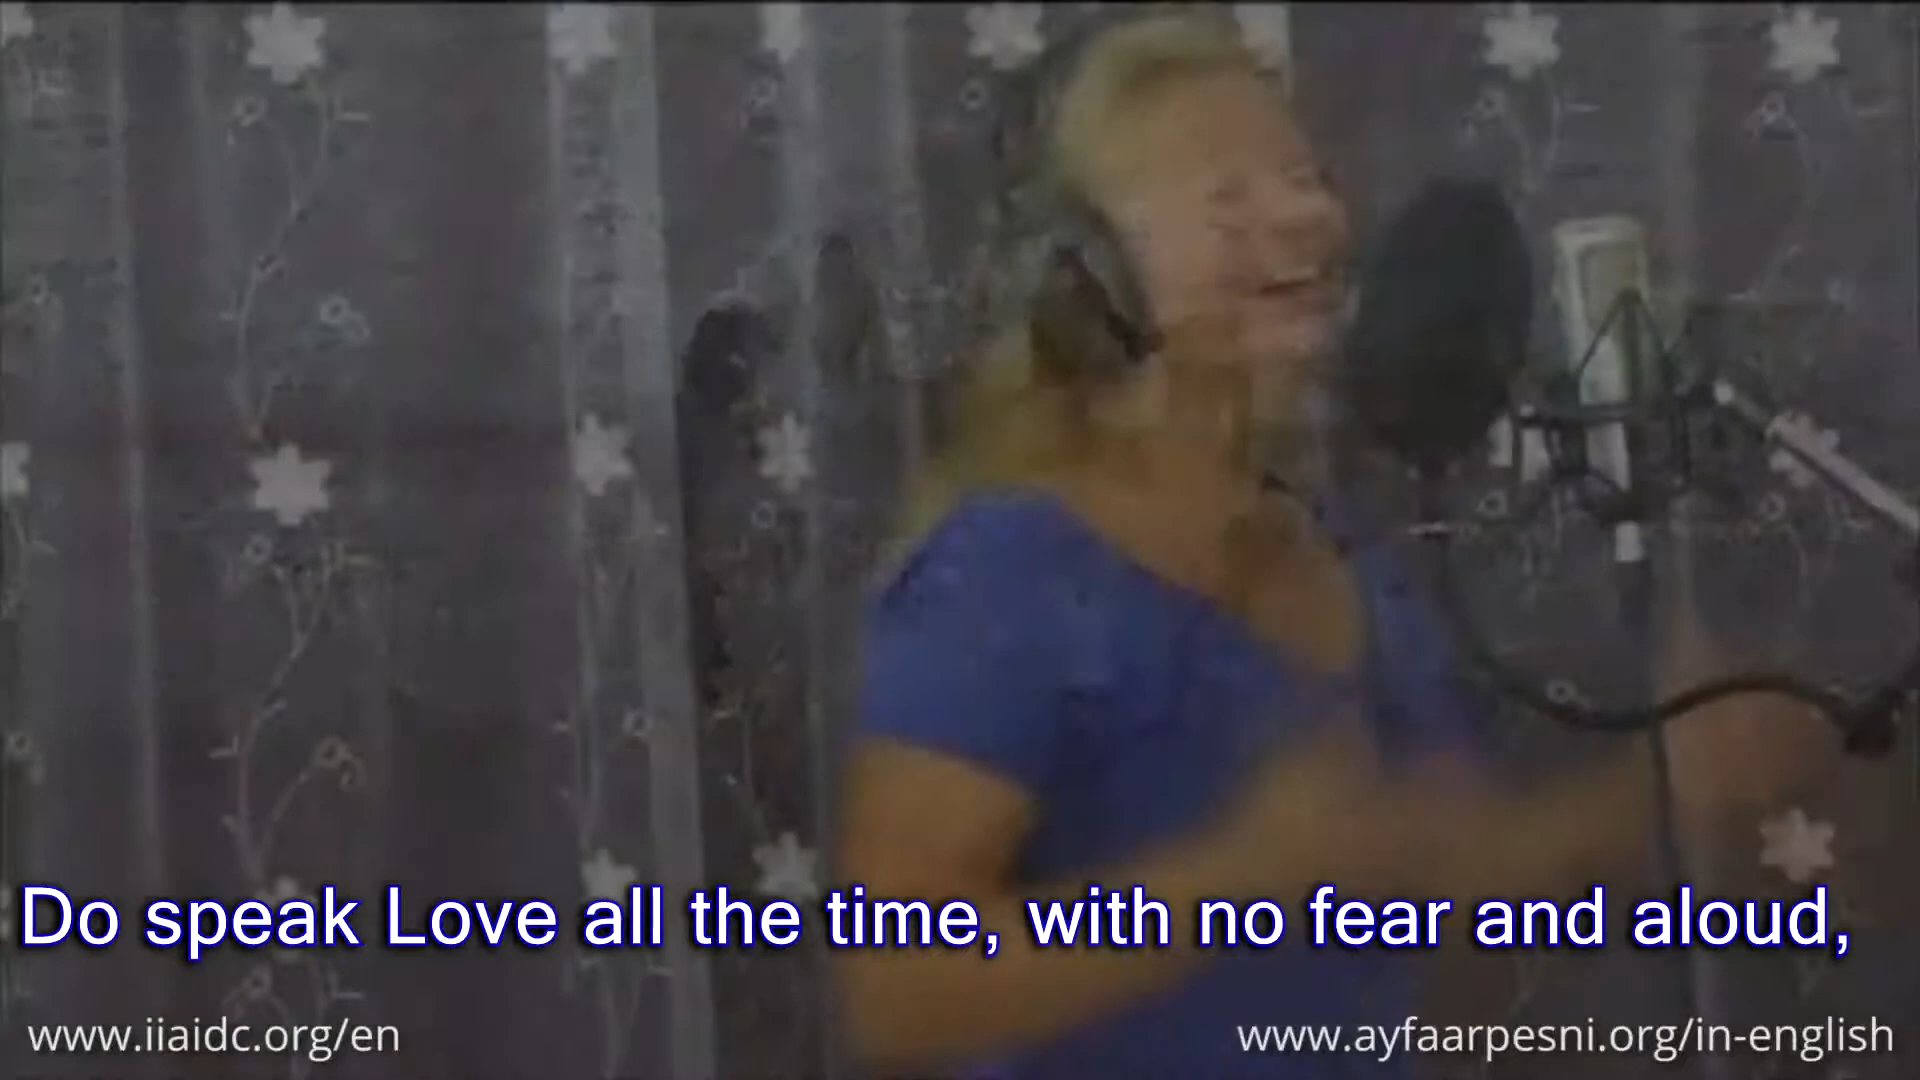 Do speak Love all the time, with no fear and aloud,
www.iiaidc.org/en
www.ayfaarpesni.org/in-english